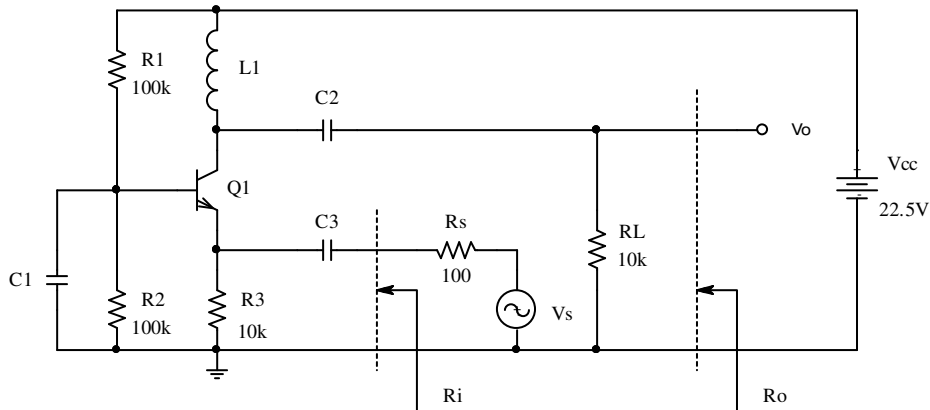 R1
100k
L1
C2
Vo
Vcc
22.5V
Q1
C3
Rs
100
RL
10k
C1
R2
100k
R3
10k
Vs
Ri
Ro